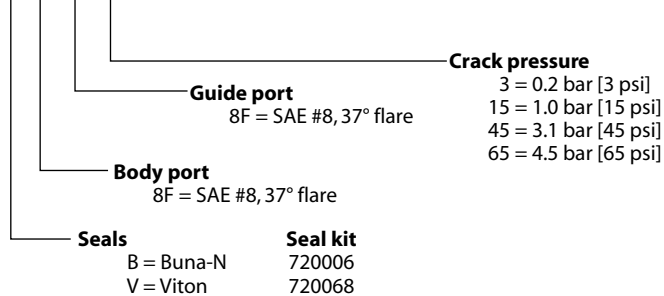 Crack pressure
3 = 0.2 bar [3 psi]
15 = 1.0 bar [15 psi]
45 = 3.1 bar [45 psi]
65 = 4.5 bar [65 psi]
Guide port
8F = SAE #8, 37° flare
Body port
8F = SAE #8, 37° flare
Seals Seal kit
B = Buna-N 720006
V = Viton 720068